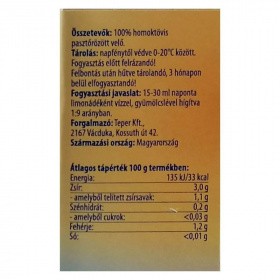 Összetevők: 100% homoktövis
pasztőrözött velő.
Tárolás: napfénytől védve 0-20°C között.
Fogyasztás előtt felrázandó!
Felbontás után hűtve tárolandó, 3 hónapon
belül elfogyasztandó!
Fogyasztási javaslat: 15-30 ml naponta
limonádéként vízzel, gyümölcslével hígítva
1:9 arányban.
Forgalmazó: Teper Kft.,
2167 Vácduka, Kossuth út 42.
Származási ország: Magyarország
Átlagos tápérték 100 g termékben:
Energia: 135 kJ/33 kcal
Zsír: 3,0 g
- amelyből telített zsírsavak: 1,1 g
Szénhidrát: 0,2 g
- amelyből cukrok: <0,03 g
Fehérje: 1,2 g
Só: <0,01 g